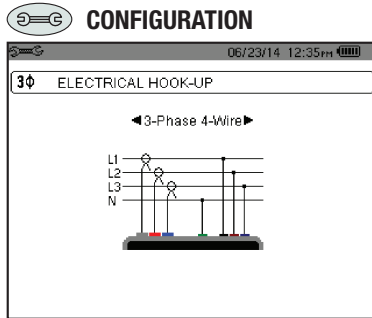 CONFIGURATION
06/23/14 12:35PM
3Φ ELECTRICAL HOOK-UP
◄3-Phase 4-Wire►
L1
L2
L3
N